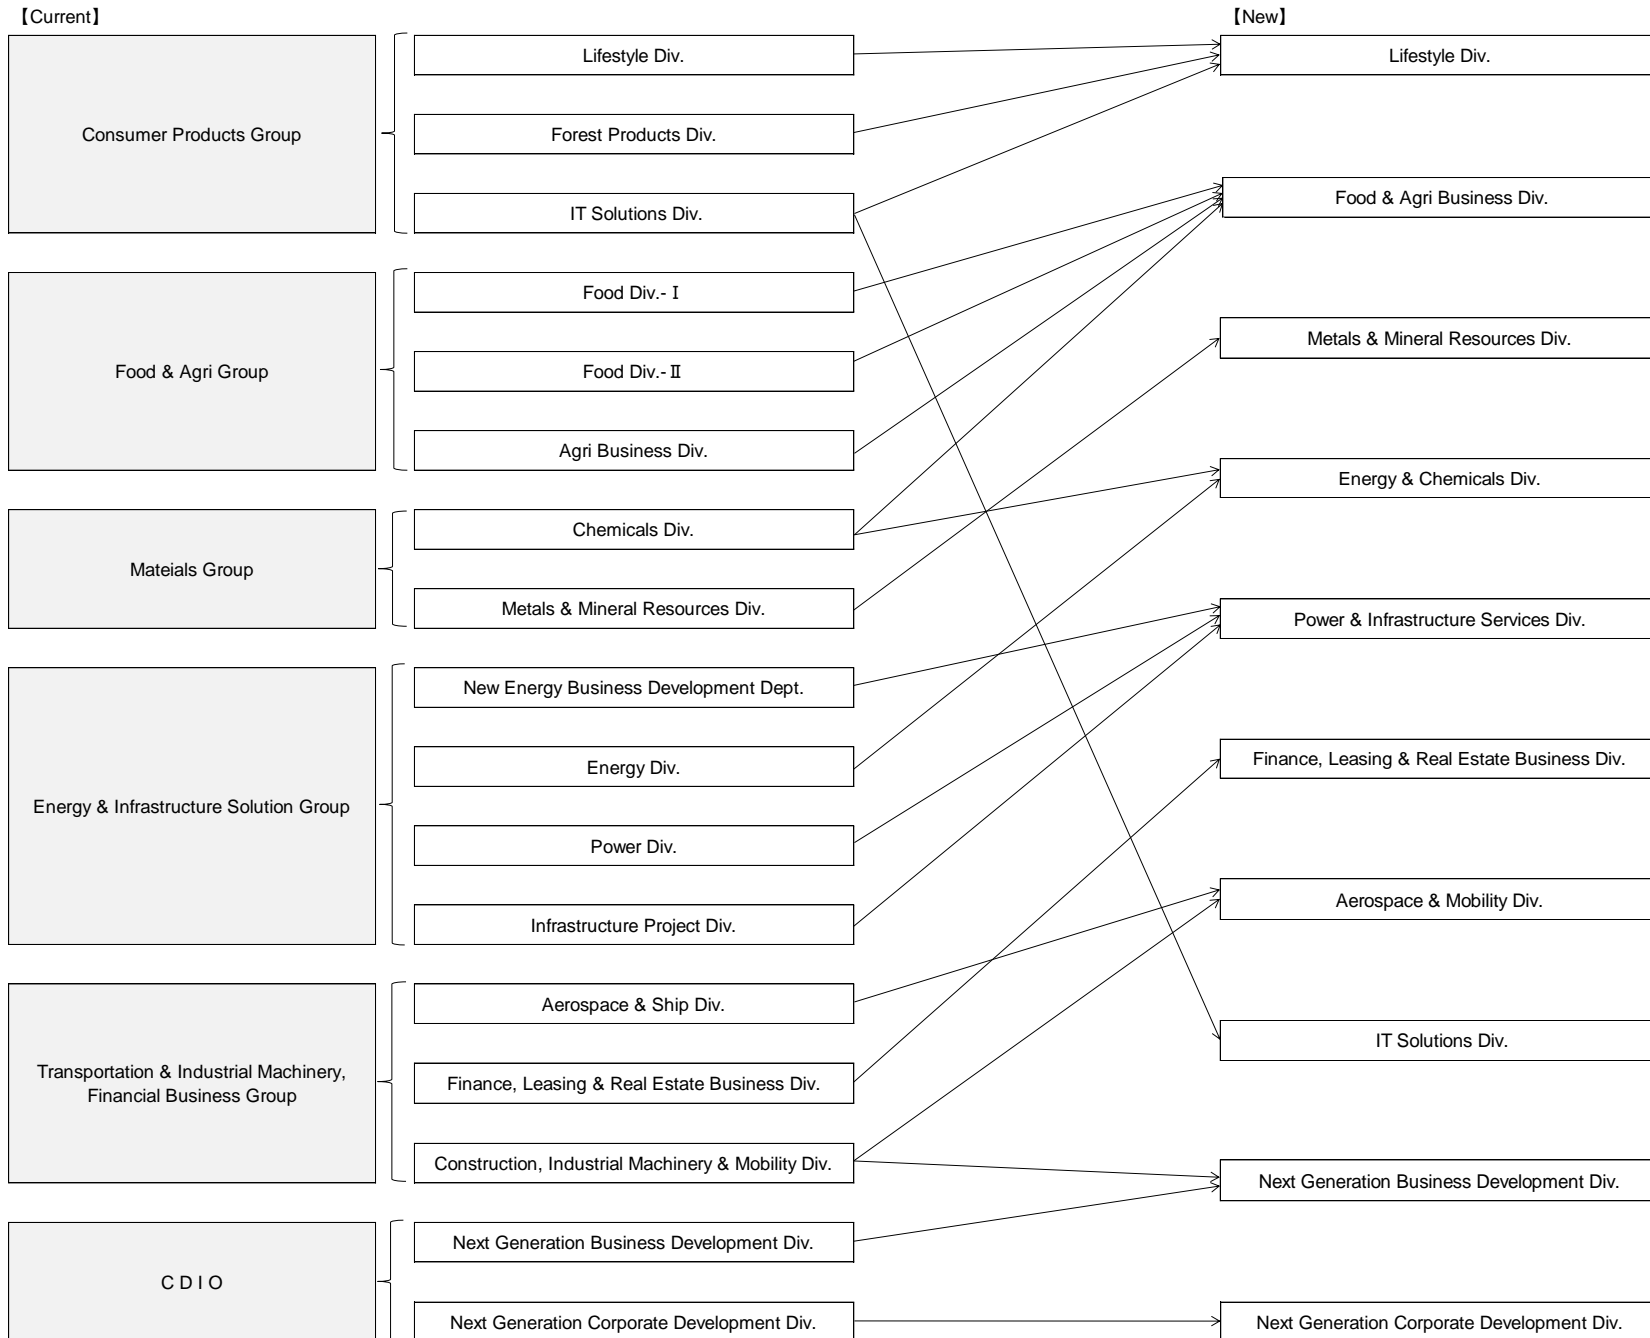 【Current】
【New】
Consumer Products Group
Lifestyle Div.
Forest Products Div.
IT Solutions Div.
Food & Agri Group
Food Div.-Ⅰ
Food Div.-Ⅱ
Agri Business Div.
Mateials Group
Chemicals Div.
Metals & Mineral Resources Div.
Energy & Infrastructure Solution Group
New Energy Business Development Dept.
Energy Div.
Power Div.
Infrastructure Project Div.
Transportation & Industrial Machinery,
Financial Business Group
Aerospace & Ship Div.
Finance, Leasing & Real Estate Business Div.
Construction, Industrial Machinery & Mobility Div.
C D I O
Next Generation Business Development Div.
Next Generation Corporate Development Div.
Lifestyle Div.
Food & Agri Business Div.
Metals & Mineral Resources Div.
Energy & Chemicals Div.
Power & Infrastructure Services Div.
Finance, Leasing & Real Estate Business Div.
Aerospace & Mobility Div.
IT Solutions Div.
Next Generation Business Development Div.
Next Generation Corporate Development Div.